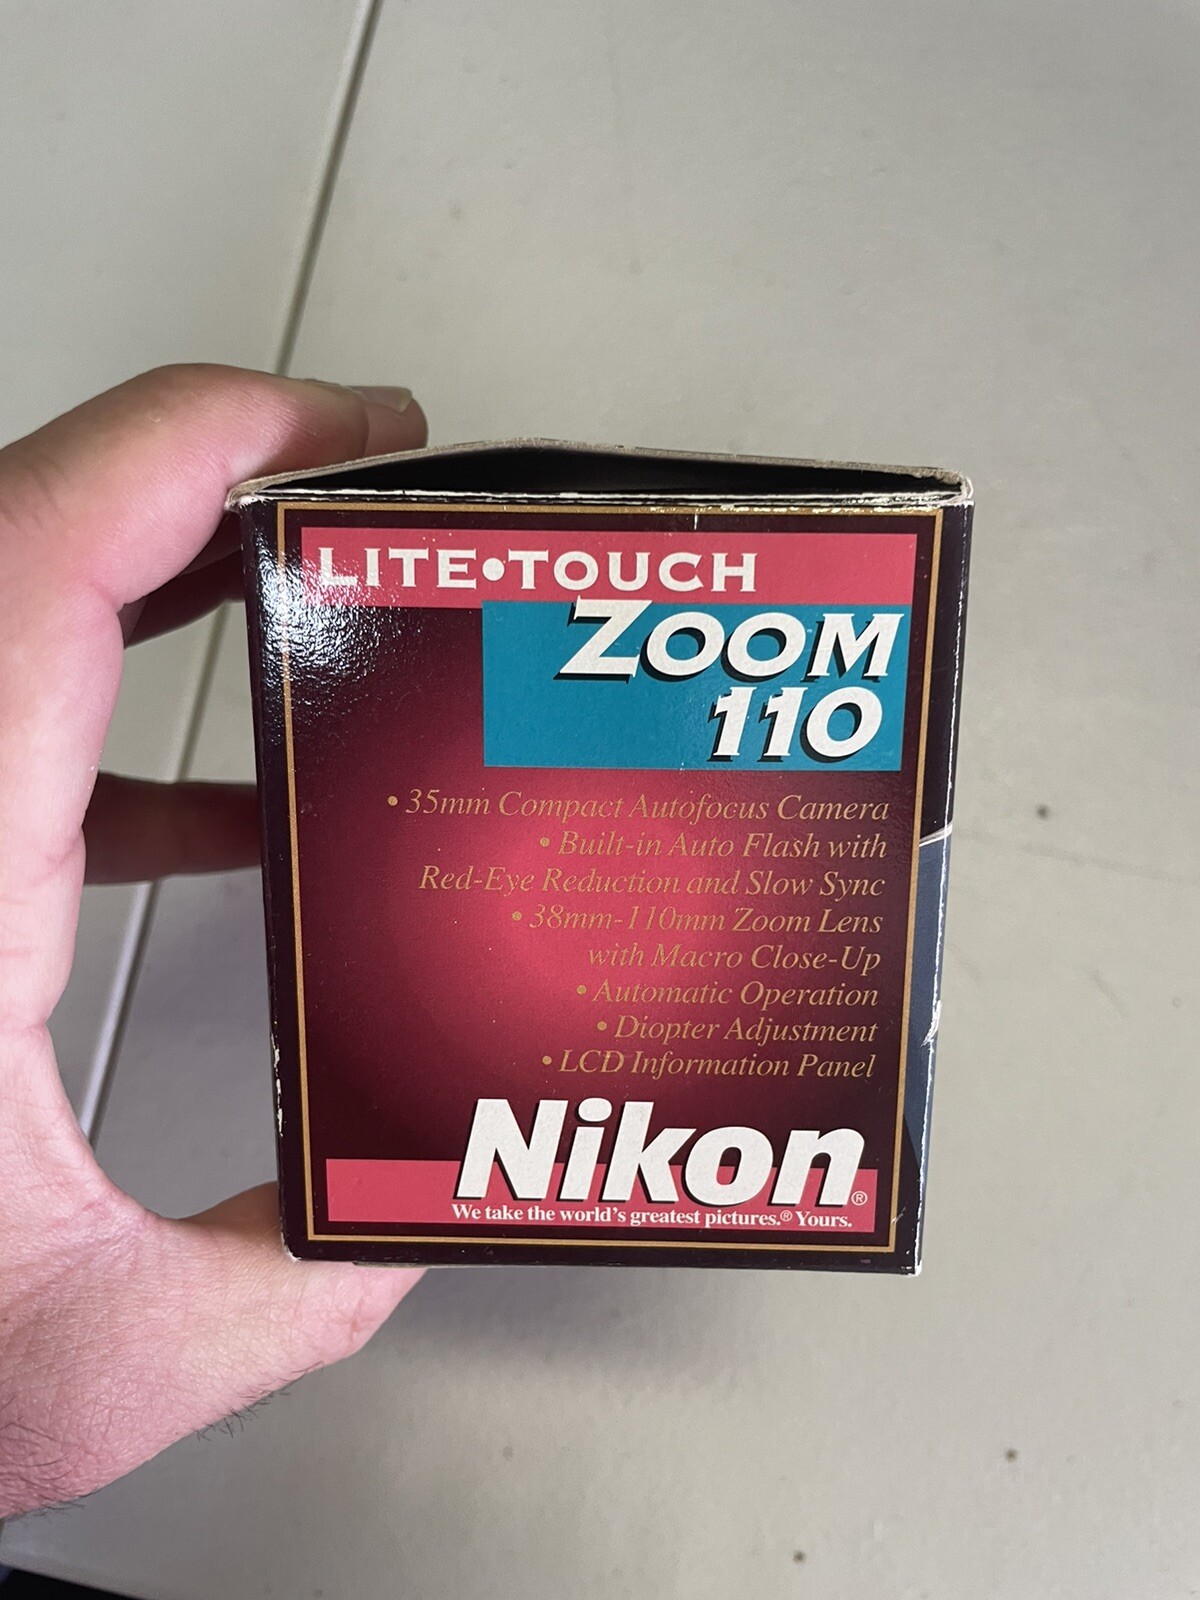 LITE•TOUCH
ZOOM
110
• 35mm Compact Autofocus Camera
• Built-in Auto Flash with
Red-Eye Reduction and Slow Sync
• 38mm-110mm Zoom Lens
with Macro Close-Up
• Automatic Operation
• Diopter Adjustment
• LCD Information Panel
Nikon®
We take the world's greatest pictures.® Yours.